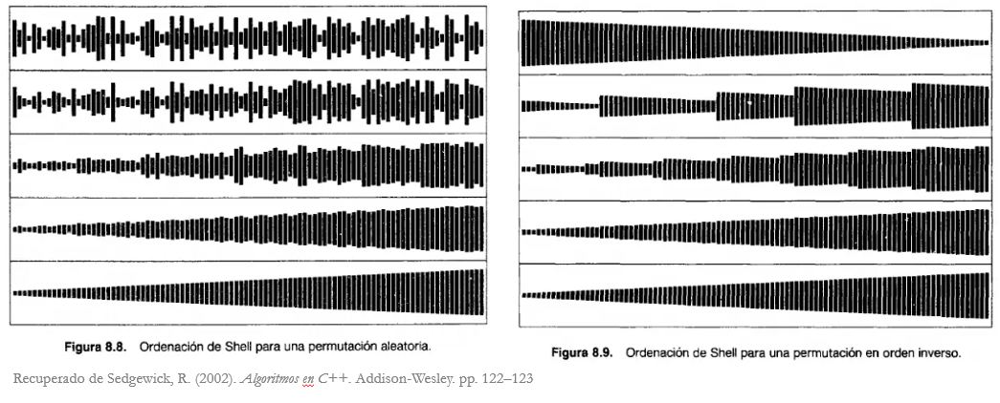 Figura 8.8. Ordenación de Shell para una permutación aleatoria.
Figura 8.9. Ordenación de Shell para una permutación en orden inverso.
Recuperado de Sedgewick, R. (2002). Algoritmos en C++. Addison-Wesley. pp. 122–123